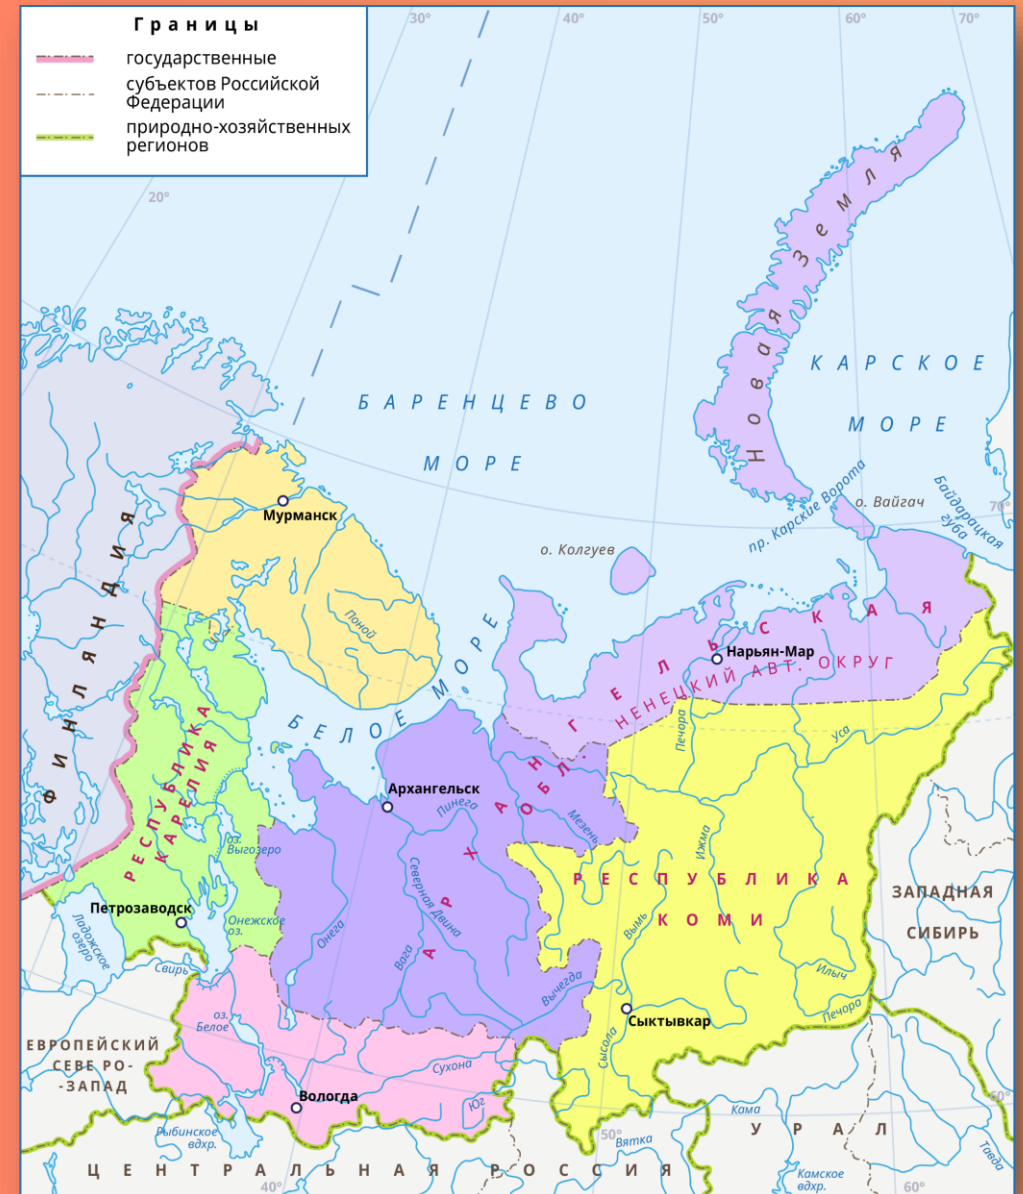 Границы
государственные
субъектов Российской
Федерации
природно-хозяйственных
регионов
30°
40°
50°
60°
70°
20°
Новая Земля
КАРСКОЕ
МОРЕ
БАРЕНЦЕВО
МОРЕ
пр. Карские Ворота
о. Вайгач
Байдарацкая
губа
70°
Мурманск
о. Колгуев
ФИНЛЯНДИЯ
Поной
БЕЛОЕ МОРЕ
АРХАНГЕЛЬСКАЯ
ОБЛ.
Нарьян-Мар
НЕНЕЦКИЙ АВТ. ОКРУГ
Печора
Уса
РЕСПУБЛИКА
КАРЕЛИЯ
Архангельск
Пинега
Мезень
Ижма
оз.
Выгозеро
Северная Двина
РЕСПУБЛИКА
КОМИ
ЗАПАДНАЯ
СИБИРЬ
Петрозаводск
Онежское
оз.
Ладожское
озеро
Онега
Вага
Вымь
Свирь
Вычегда
Илыч
Печора
оз.
Белое
Сыктывкар
Сысола
ЕВРОПЕЙСКИЙ
СЕВЕ РО-
-ЗАПАД
Сухона
Вологда
Юг
60°
Кама
УРАЛ
Рыбинское
вдхр.
50°
Вятка
Тавда
ЦЕНТРАЛЬНАЯ РОССИЯ
Камское
вдхр.
40°
60°